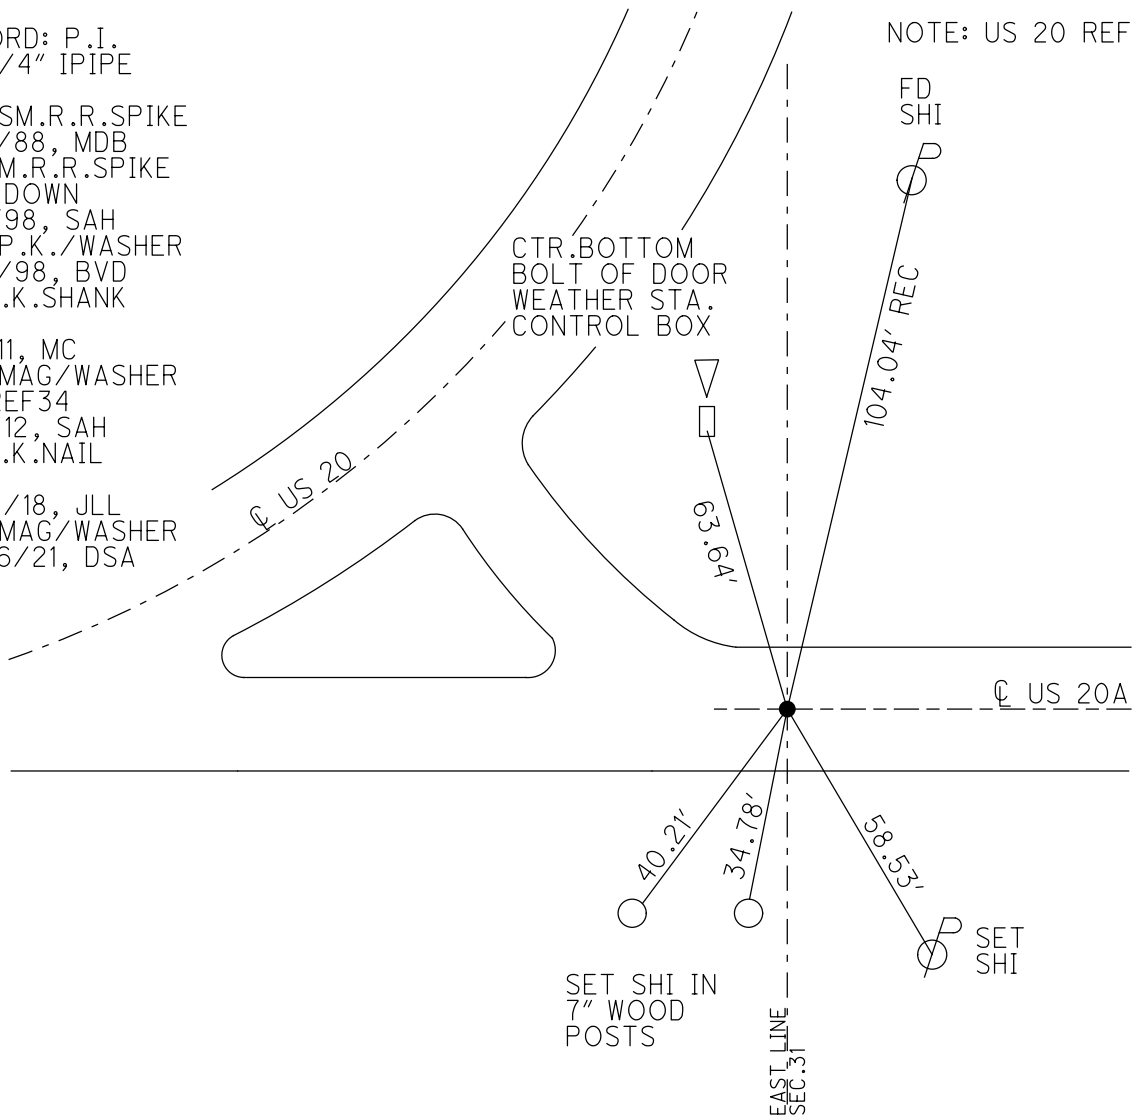 ORD: P.I.
/4" IPIPE
SM.R.R.SPIKE
/88, MDB
M.R.R.SPIKE
DOWN
/98, SAH
P.K./WASHER
/98, BVD
.K.SHANK
11, MC
MAG/WASHER
REF34
12, SAH
.K.NAIL
/18, JLL
MAG/WASHER
6/21, DSA
NOTE: US 20 REF
FD
SHI
CTR.BOTTOM
BOLT OF DOOR
WEATHER STA.
CONTROL BOX
104.04' REC
℄ US 20
63.64'
℄ US 20A
40.21'
34.78'
58.53'
SET
SHI
SET SHI IN
7" WOOD
POSTS
EAST LINE
SEC.31